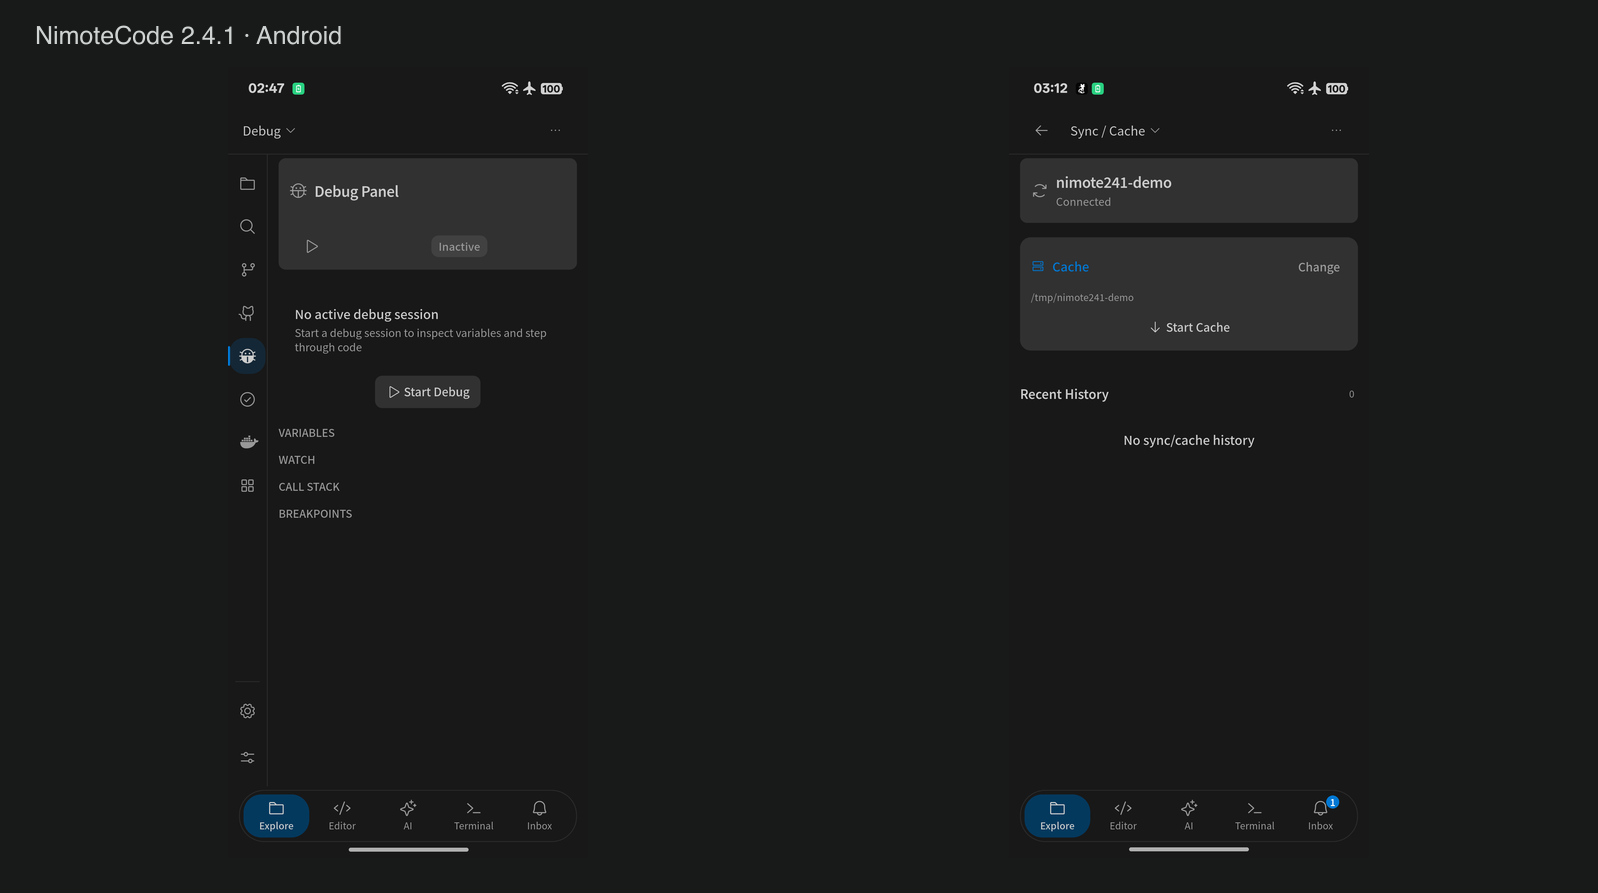 NimoteCode 2.4.1 · Android
02:47
100
Debug
Debug Panel
Inactive
No active debug session
Start a debug session to inspect variables and step
through code
Start Debug
VARIABLES
WATCH
CALL STACK
BREAKPOINTS
Explore
Editor
AI
Terminal
Inbox
03:12
100
Sync / Cache
nimote241-demo
Connected
Cache
Change
/tmp/nimote241-demo
Start Cache
Recent History
0
No sync/cache history
Explore
Editor
AI
Terminal
1
Inbox